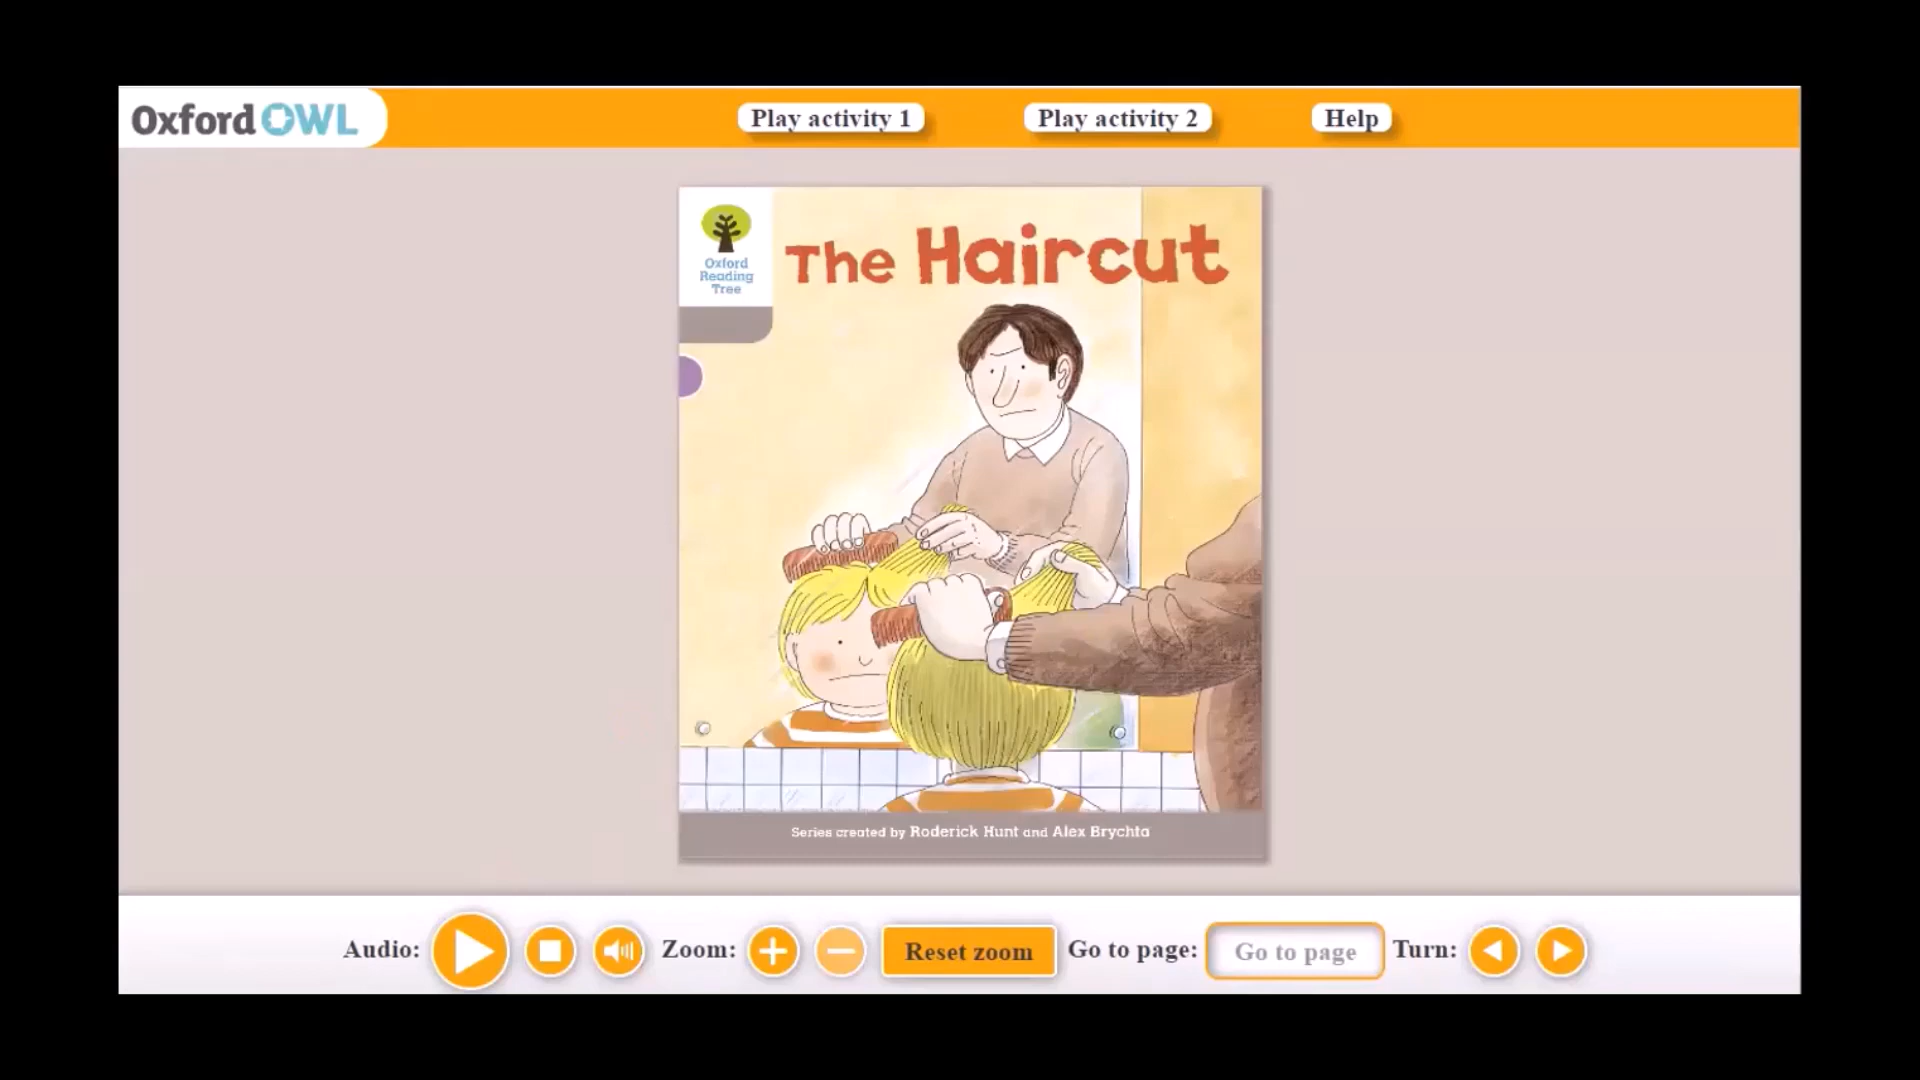 Oxford OWL
Play activity 1
Play activity 2
Help
Oxford
Reading
Tree
The Haircut
Series created by Roderick Hunt and Alex Brychta
Audio:
Zoom:
Reset zoom
Go to page:
Go to page
Turn: